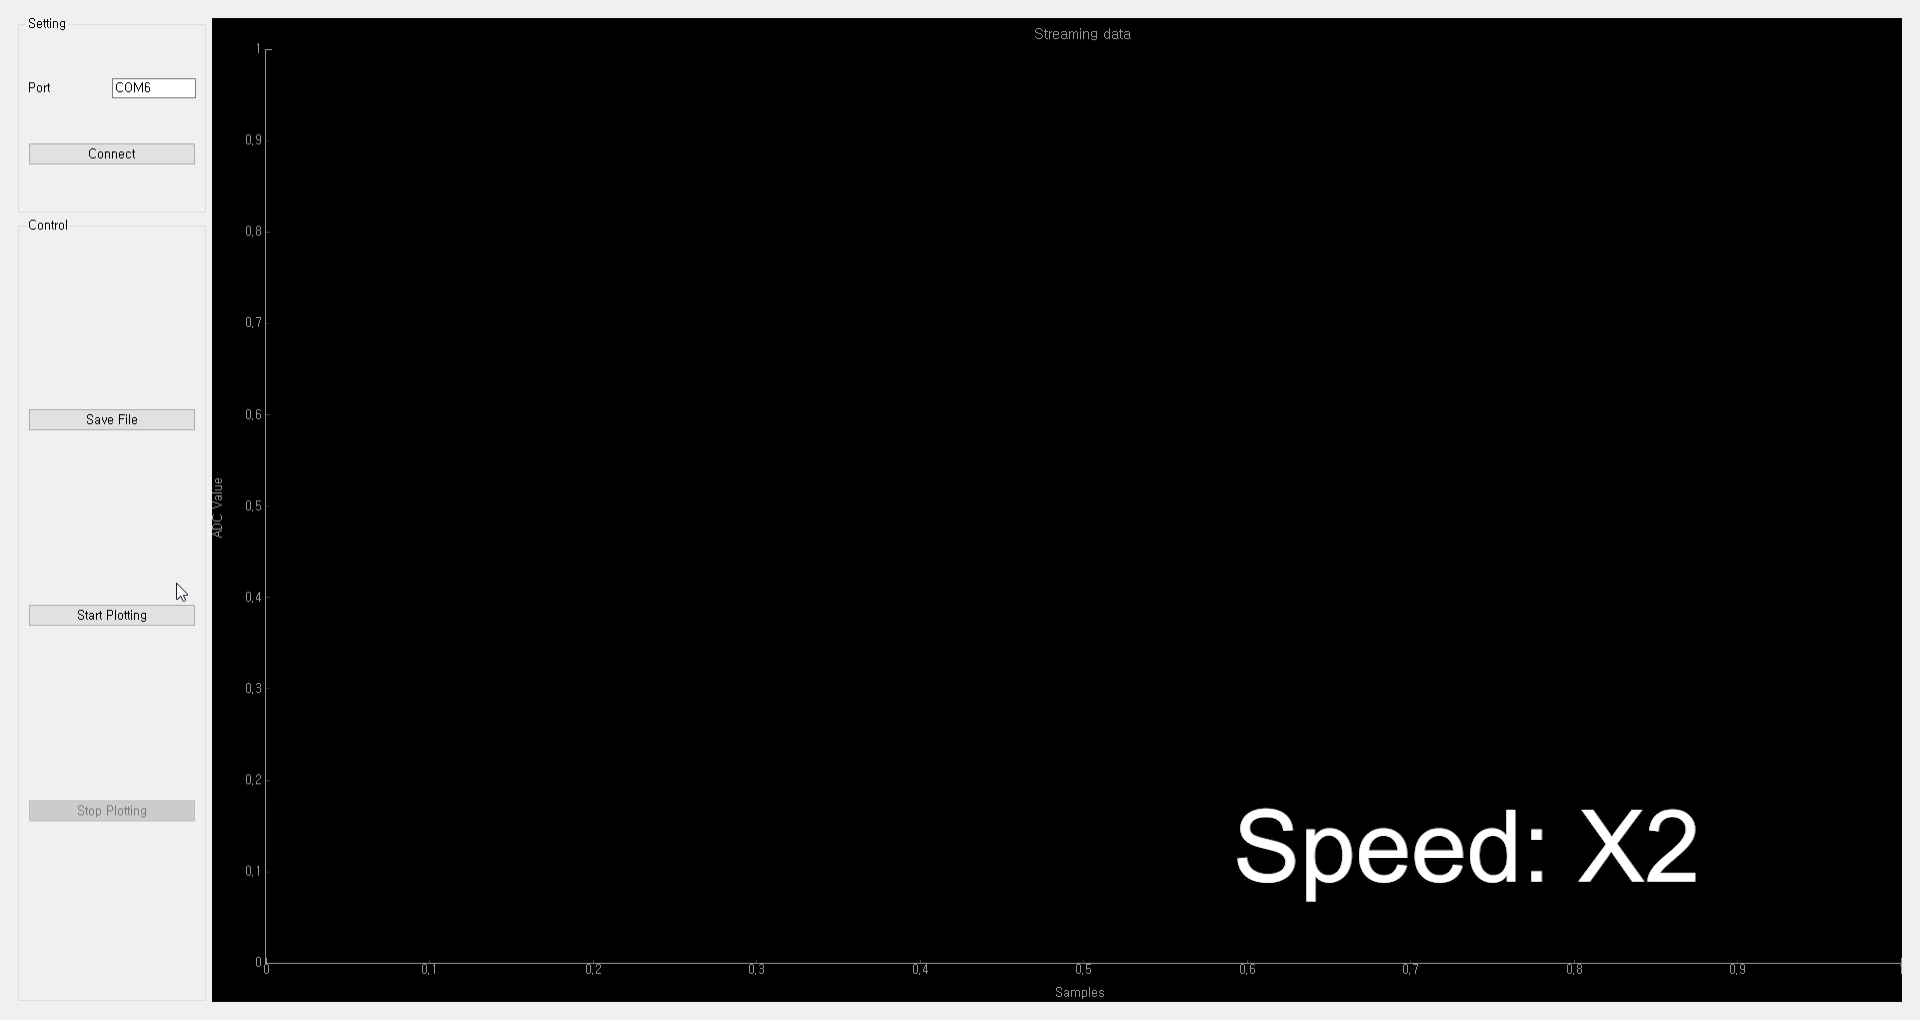 Setting
Port
COM6
Connect
Control
Save File
Start Plotting
Stop Plotting
Streaming data
ADC Value
1
0,9
0,8
0,7
0,6
0,5
0,4
0,3
0,2
0,1
0
0 0,1 0,2 0,3 0,4 0,5 0,6 0,7 0,8 0,9
Samples
Speed: X2